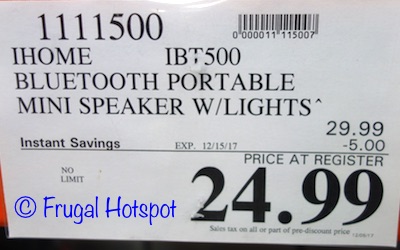 1111500
0 000011 115007
IHOME IBT500
BLUETOOTH PORTABLE
MINI SPEAKER W/LIGHTS^
29.99
Instant Savings EXP. 12/15/17 -5.00
PRICE AT REGISTER
NO
LIMIT
24.99
© Frugal Hotspot
Sales tax on all or part of pre-discount price